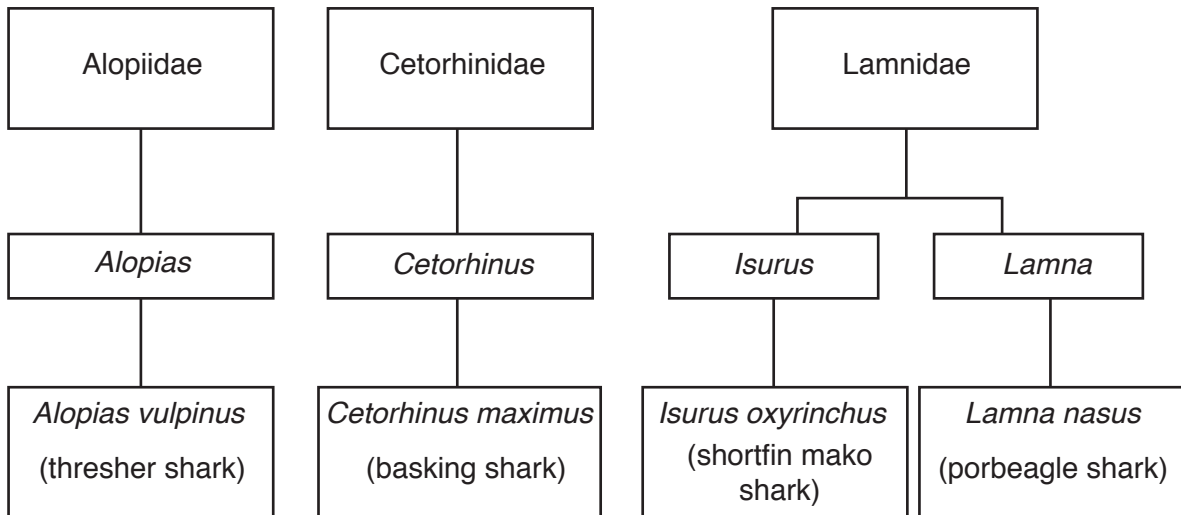 Alopiidae
Cetorhinidae
Lamnidae
Alopias
Cetorhinus
Isurus
Lamna
Alopias vulpinus
(thresher shark)
Cetorhinus maximus
(basking shark)
Isurus oxyrinchus
(shortfin mako
shark)
Lamna nasus
(porbeagle shark)